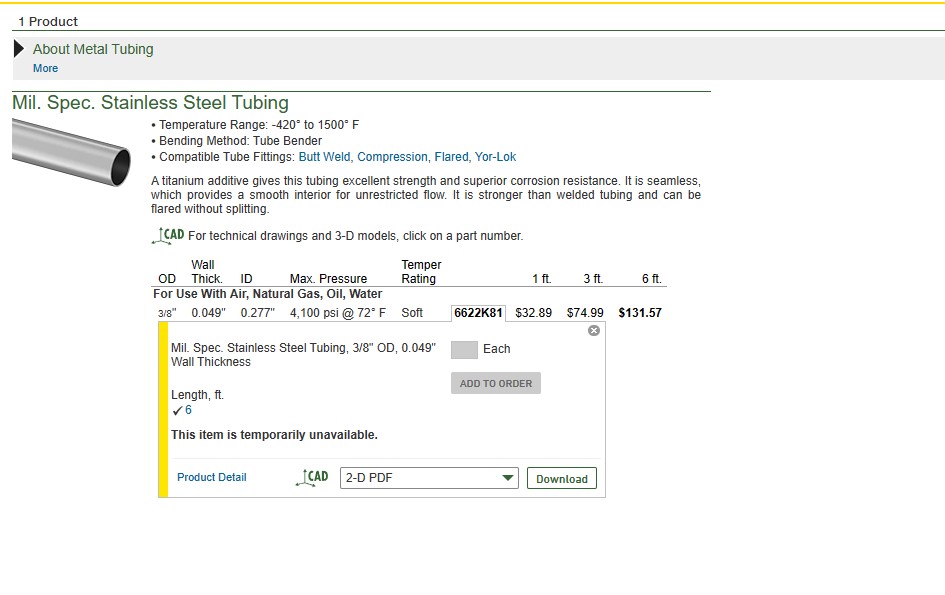 1 Product
About Metal Tubing
More
Mil. Spec. Stainless Steel Tubing
• Temperature Range: -420° to 1500° F
• Bending Method: Tube Bender
• Compatible Tube Fittings: Butt Weld, Compression, Flared, Yor-Lok
A titanium additive gives this tubing excellent strength and superior corrosion resistance. It is seamless,
which provides a smooth interior for unrestricted flow. It is stronger than welded tubing and can be
flared without splitting.
CAD For technical drawings and 3-D models, click on a part number.
Wall Temper
OD Thick. ID Max. Pressure Rating 1 ft. 3 ft. 6 ft.
For Use With Air, Natural Gas, Oil, Water
3/8" 0.049" 0.277" 4,100 psi @ 72° F Soft 6622K81 $32.89 $74.99 $131.57
Mil. Spec. Stainless Steel Tubing, 3/8" OD, 0.049" Each
Wall Thickness
ADD TO ORDER
Length, ft.
✓ 6
This item is temporarily unavailable.
Product Detail CAD 2-D PDF Download